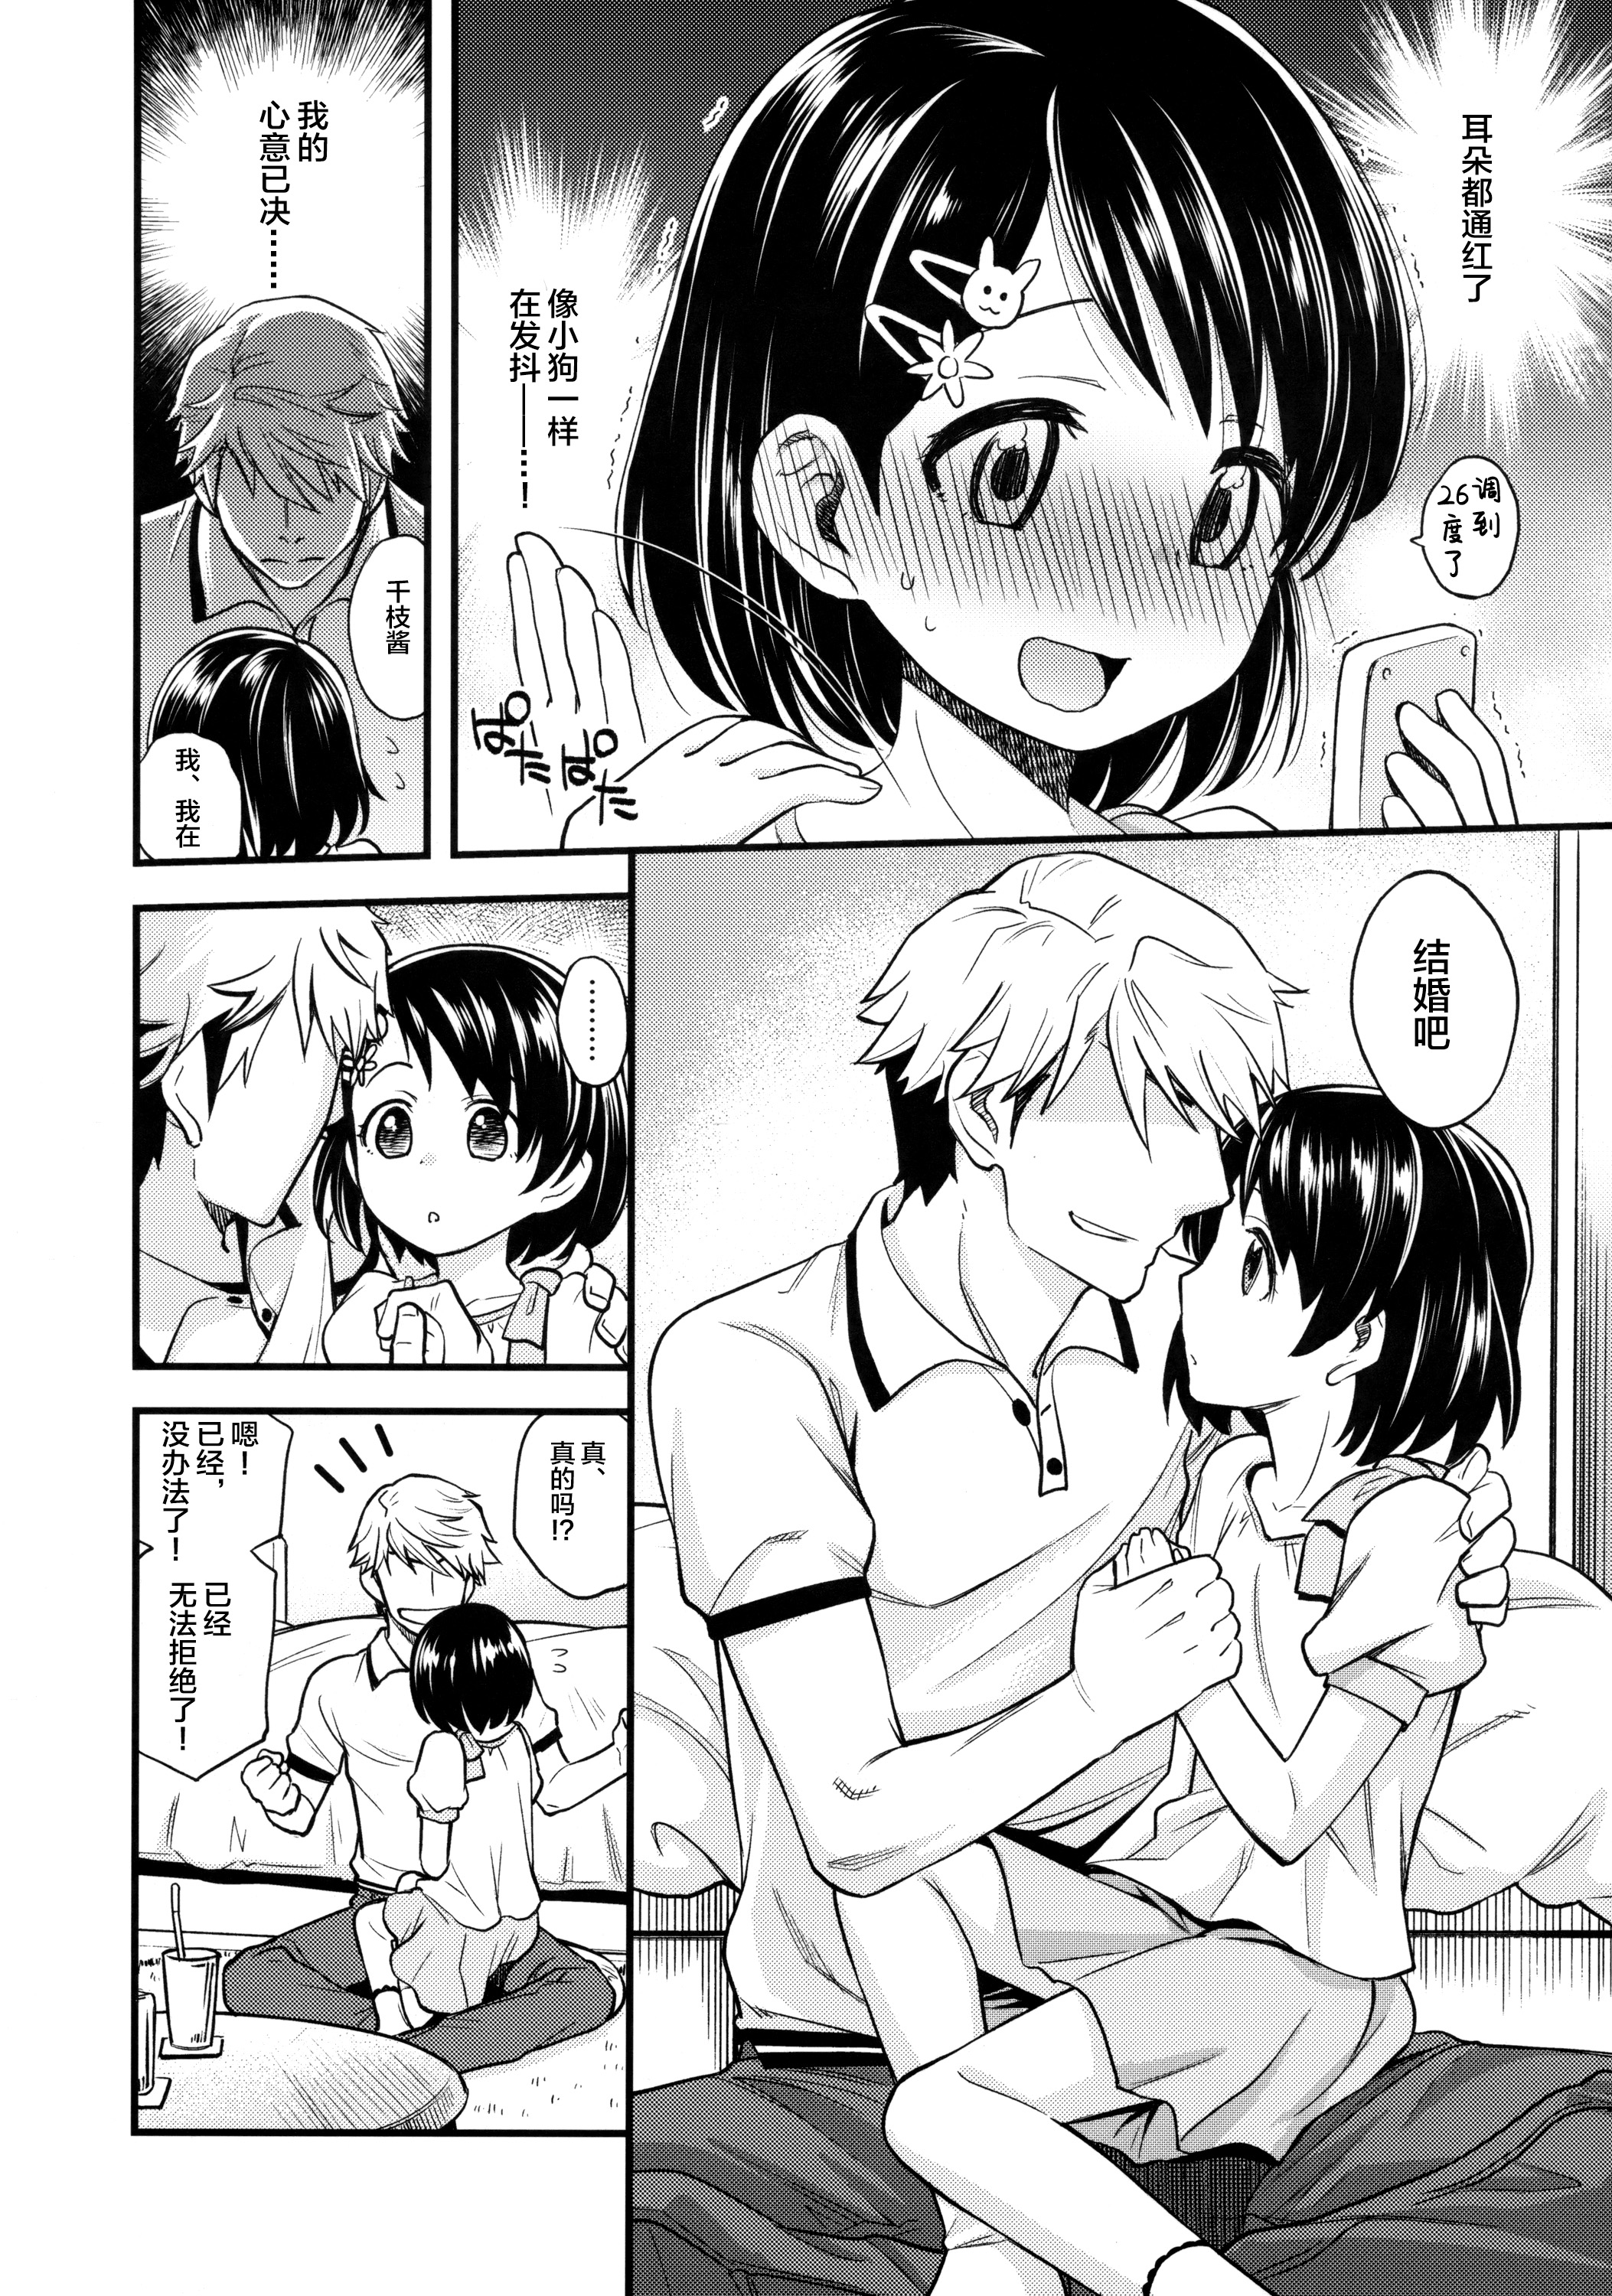 耳朵都通红了
调到
26度了
像小狗一样
在发抖———……！
ぱたぱた
我的
心意已决……
千枝酱
我、我在
结婚吧
………
真、
真的吗!?
嗯！
已经，
没办法了！
已经
无法拒绝了！